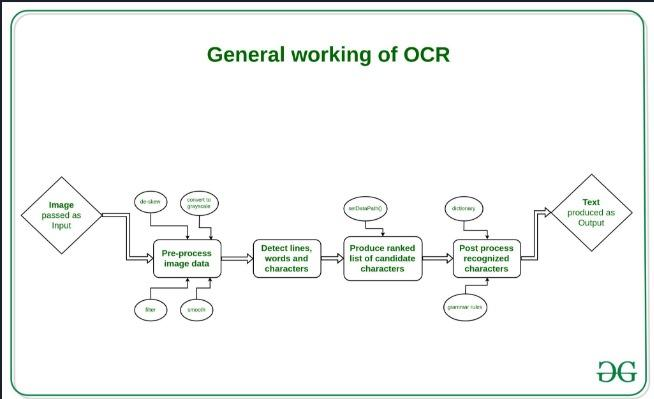 General working of OCR
Image
passed as
Input
de-skew
convert to
grayscale
Pre-process
image data
filter
smooth
Detect lines,
words and
characters
setDataPath()
Produce ranked
list of candidate
characters
dictionary
Post process
recognized
characters
grammar rules
Text
produced as
Output